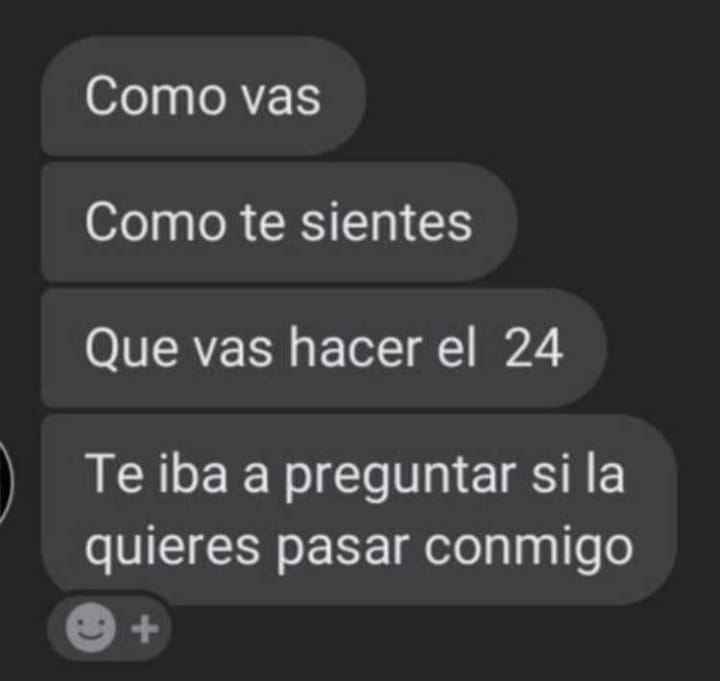 Como vas
Como te sientes
Que vas hacer el  24
Te iba a preguntar si la
quieres pasar conmigo